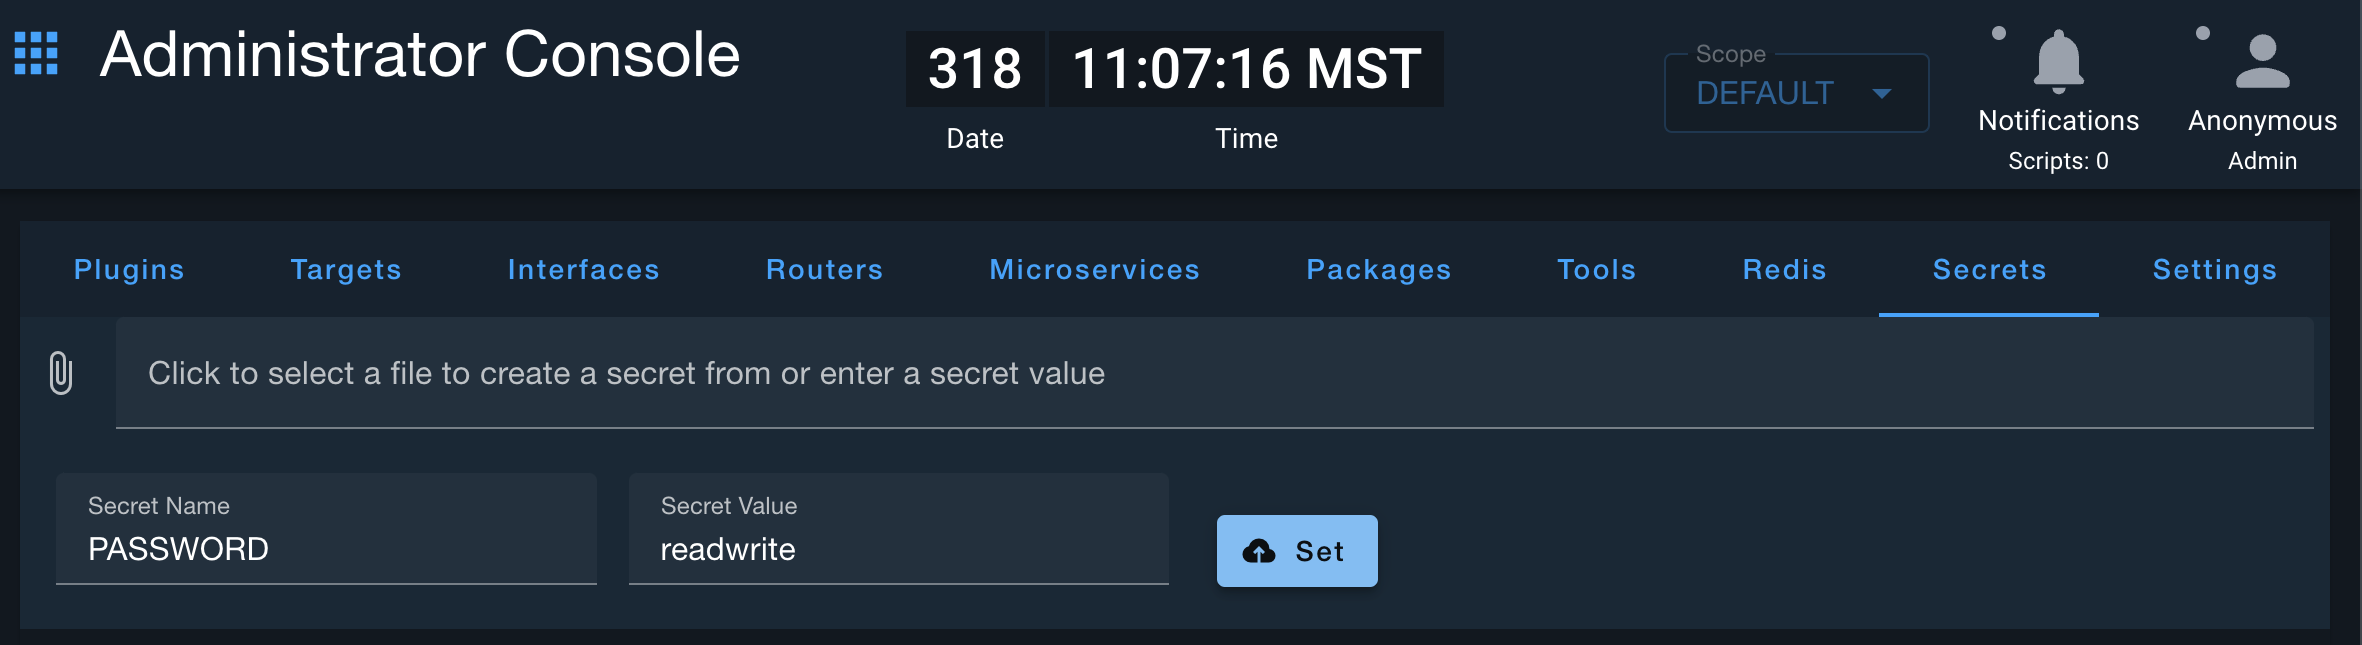 Administrator Console
318 11:07:16 MST
Date Time
Scope
DEFAULT
Notifications
Scripts: 0
Anonymous
Admin
Plugins Targets Interfaces Routers Microservices Packages Tools Redis Secrets Settings
Click to select a file to create a secret from or enter a secret value
Secret Name
PASSWORD
Secret Value
readwrite
Set